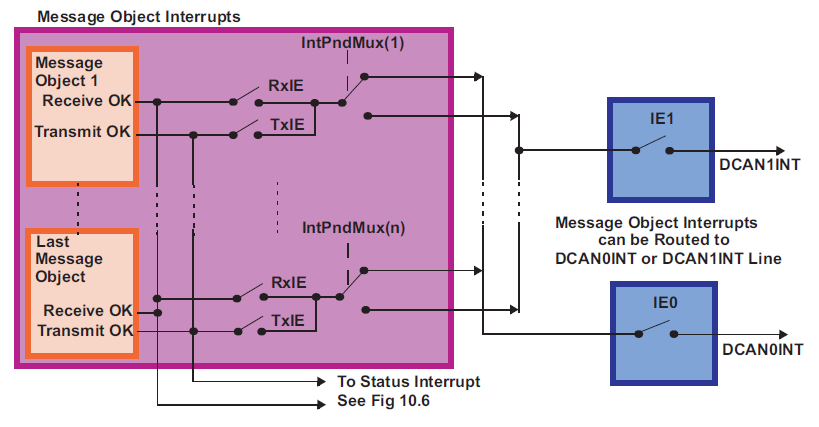 Message Object Interrupts
IntPndMux(1)
Message
Object 1
Receive OK
RxIE
Transmit OK
TxIE
IE1
DCAN1INT
Message Object Interrupts
can be Routed to
DCAN0INT or DCAN1INT Line
IntPndMux(n)
Last
Message
Object
Receive OK
RxIE
Transmit OK
TxIE
IE0
DCAN0INT
To Status Interrupt
See Fig 10.6